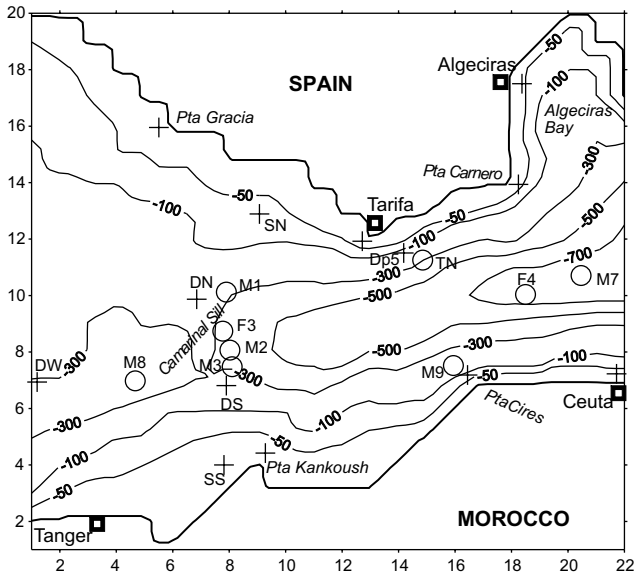 20
18
16
14
12
10
8
6
4
2
2
4
6
8
10
12
14
16
18
20
22
SPAIN
MOROCCO
Algeciras
Algeciras
Bay
Pta Gracia
Pta Carnero
Tarifa
SN
Dp5
TN
DN
M1
F3
M2
M3
Camarinal Sill
DW
M8
DS
SS
M9
F4
M7
Pta Cires
Ceuta
Pta Kankoush
Tanger
-50
-100
-300
-500
-700
-50
-100
-50
-100
-300
-500
-500
-300
-100
-50
-300
-300
-300
-100
-50
-100
-50